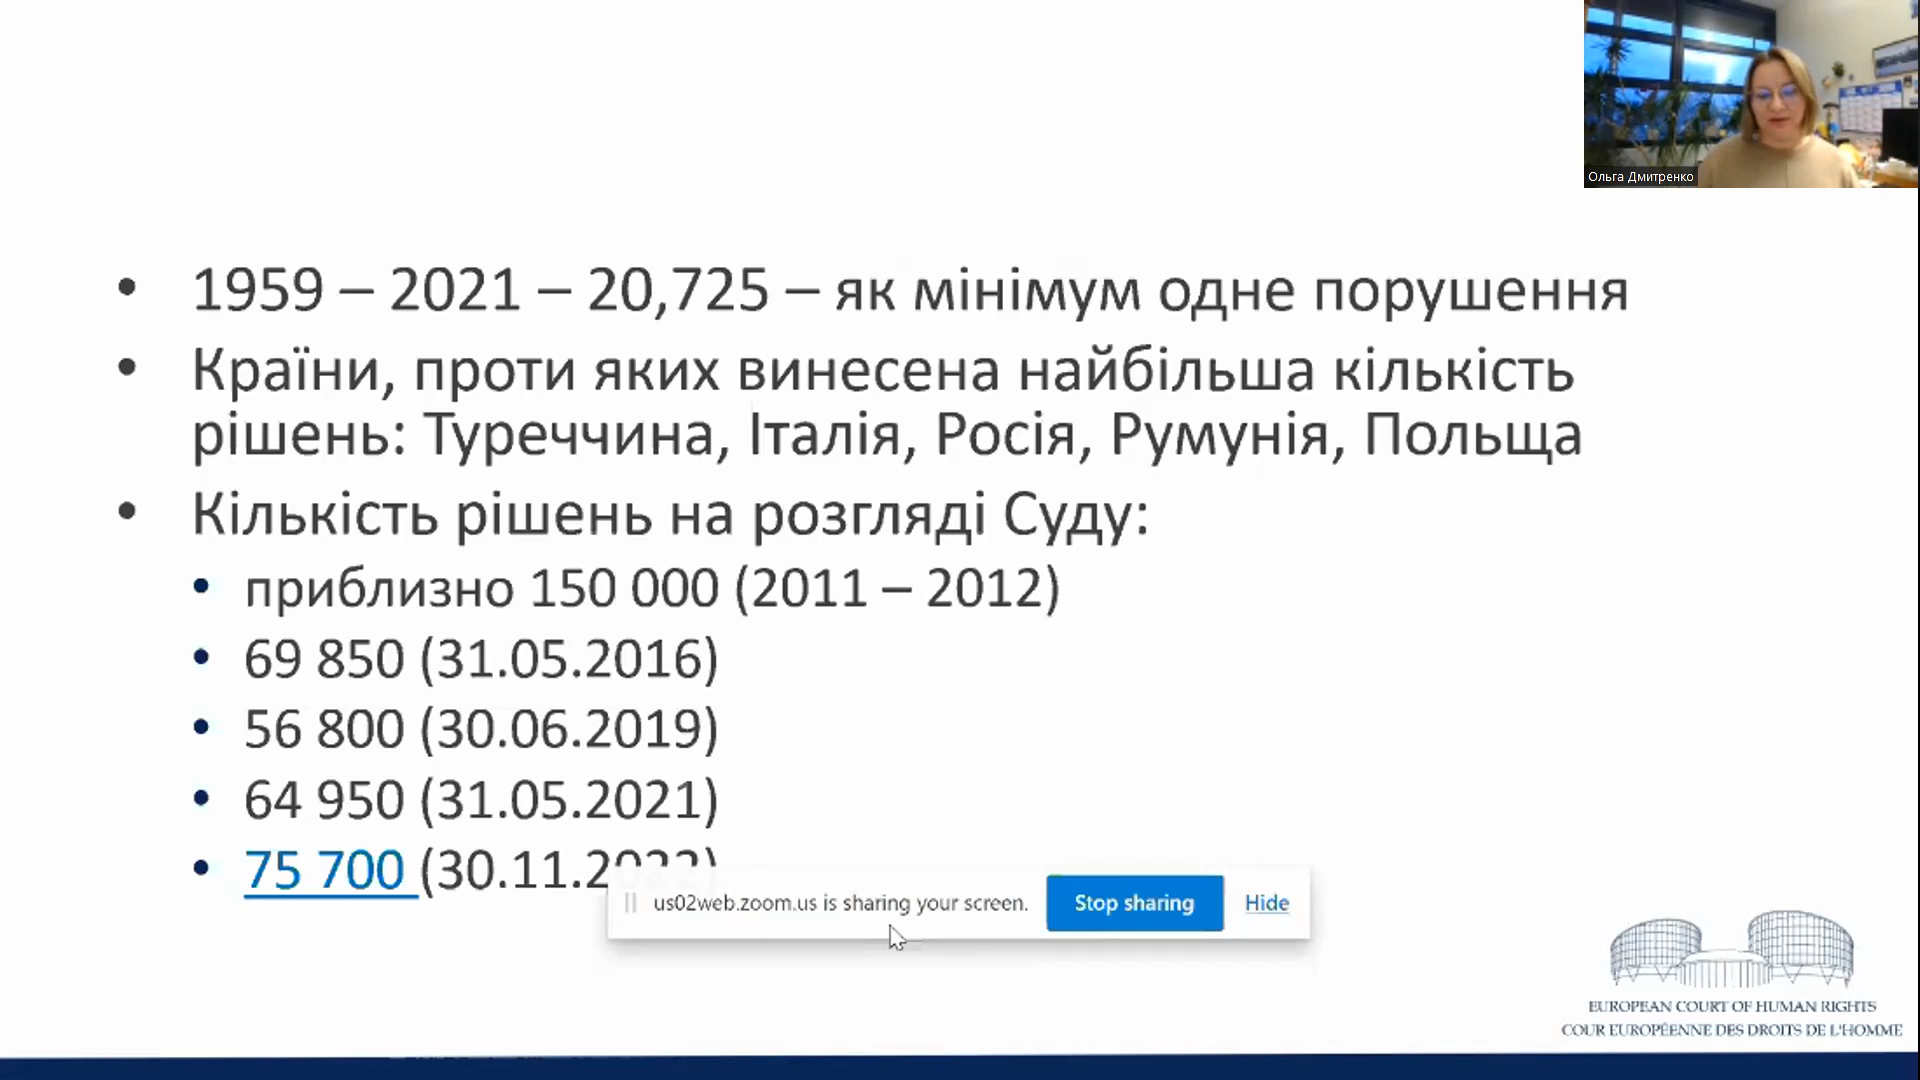 Ольга Дмитренко
• 1959 – 2021 – 20,725 – як мінімум одне порушення
• Країни, проти яких винесена найбільша кількість
рішень: Туреччина, Італія, Росія, Румунія, Польща
• Кількість рішень на розгляді Суду:
• приблизно 150 000 (2011 – 2012)
• 69 850 (31.05.2016)
• 56 800 (30.06.2019)
• 64 950 (31.05.2021)
• 75 700 (30.11.2022)
us02web.zoom.us is sharing your screen. Stop sharing Hide
EUROPEAN COURT OF HUMAN RIGHTS
COUR EUROPÉENNE DES DROITS DE L'HOMME